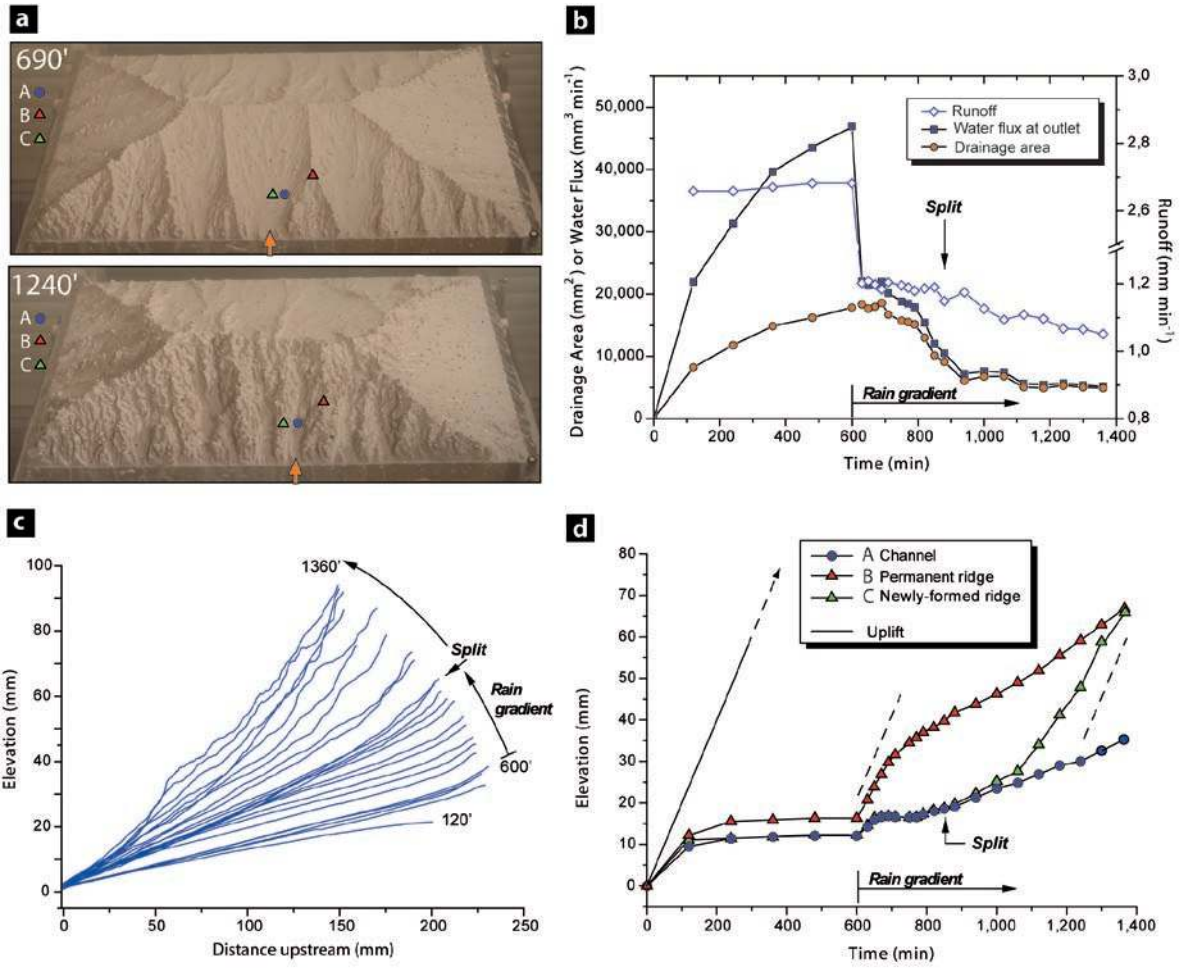 a
690'
A
B
C
1240'
A
B
C
b
Drainage Area (mm²) or Water Flux (mm³ min⁻¹)
50,000
40,000
30,000
20,000
10,000
0
Runoff
Water flux at outlet
Drainage area
Split
Rain gradient
3,0
2,8
2,6
1,2
1,0
0,8
Runoff (mm min⁻¹)
0 200 400 600 800 1,000 1,200 1,400
Time (min)
c
Elevation (mm)
100
80
60
40
20
0
1360'
Split
Rain
gradient
600'
120'
0 50 100 150 200 250
Distance upstream (mm)
d
Elevation (mm)
80
70
60
50
40
30
20
10
0
A Channel
B Permanent ridge
C Newly-formed ridge
Uplift
Split
Rain gradient
0 200 400 600 800 1,000 1,200 1,400
Time (min)